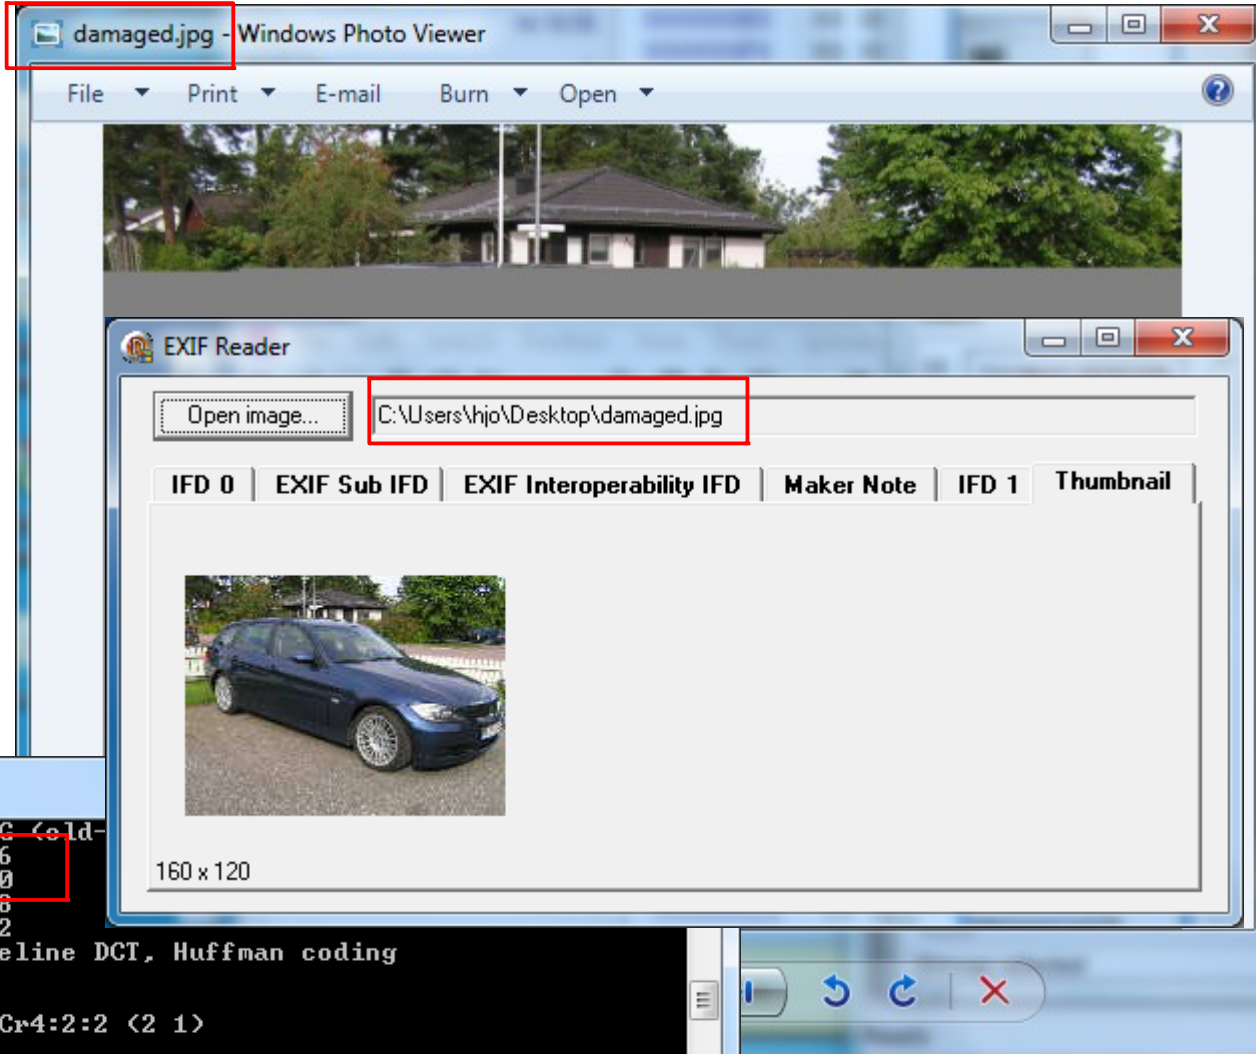 damaged.jpg - Windows Photo Viewer
File Print E-mail Burn Open
EXIF Reader
Open image... C:\Users\hjo\Desktop\damaged.jpg
IFD 0 EXIF Sub IFD EXIF Interoperability IFD Maker Note IFD 1 Thumbnail
160 x 120
G (old-
6
0
8
2
eline DCT, Huffman coding
Cr4:2:2 (2 1)